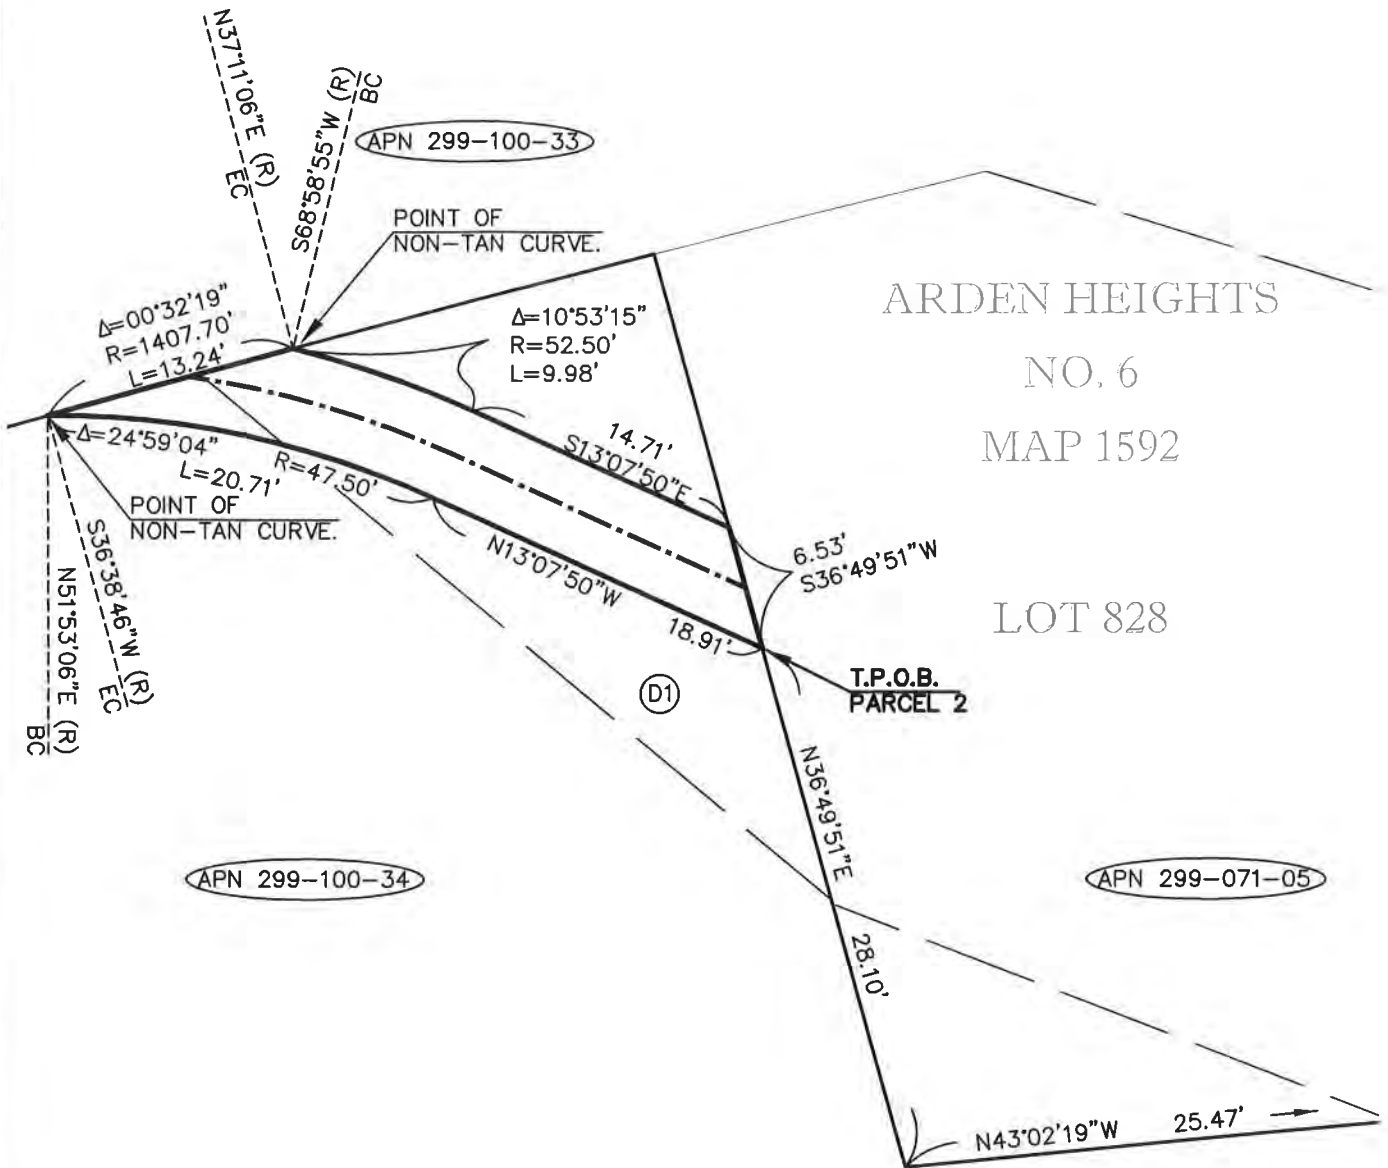 N37°11'06"E (R)
EC
S68°58'55"W (R)
BC
APN 299-100-33
POINT OF
NON-TAN CURVE.
Δ=00°32'19"
R=1407.70'
L=13.24'
Δ=10°53'15"
R=52.50'
L=9.98'
ARDEN HEIGHTS
NO. 6
MAP 1592
LOT 828
14.71'
S13°07'50"E
Δ=24°59'04"
L=20.71'
R=47.50'
POINT OF
NON-TAN CURVE.
S36°38'46"W (R)
EC
N51°53'06"E (R)
BC
N13°07'50"W
18.91'
6.53'
S36°49'51"W
T.P.O.B.
PARCEL 2
D1
N36°49'51"E
28.10'
APN 299-100-34
APN 299-071-05
N43°02'19"W 25.47'